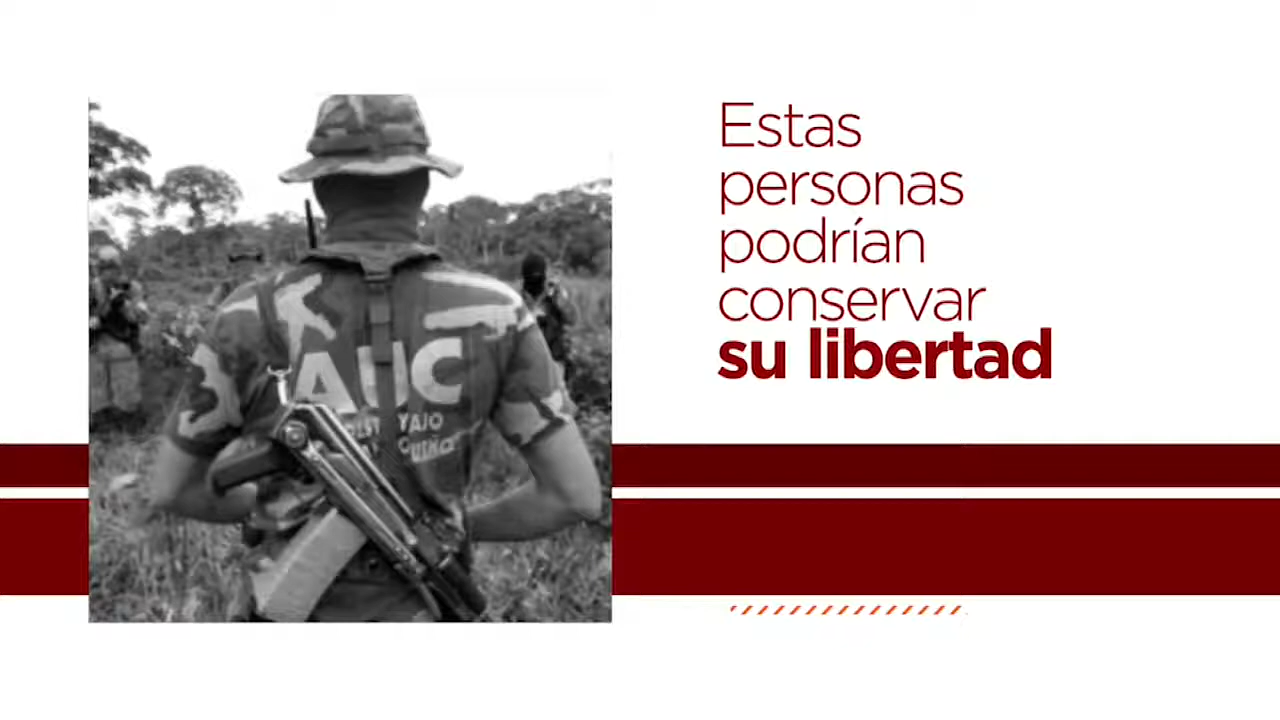 Estas
personas
podrían
conservar
su libertad
AUC